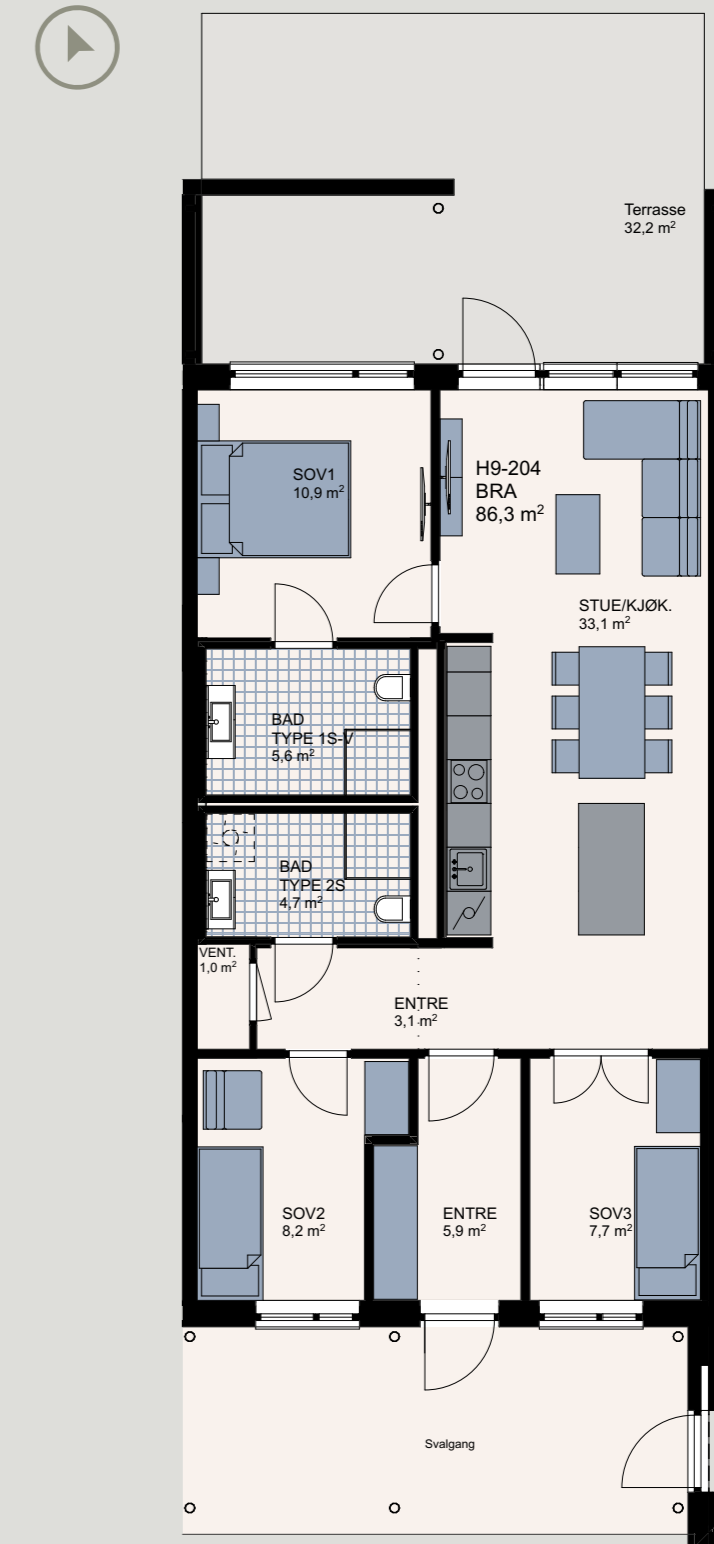 Terrasse
32,2 m²
SOV1
10,9 m²
H9-204
BRA
86,3 m²
STUE/KJØK.
33,1 m²
BAD
TYPE 1S-V
5,6 m²
BAD
TYPE 2S
4,7 m²
VENT.
1,0 m²
ENTRE
3,1 m²
SOV2
8,2 m²
ENTRE
5,9 m²
SOV3
7,7 m²
Svalgang